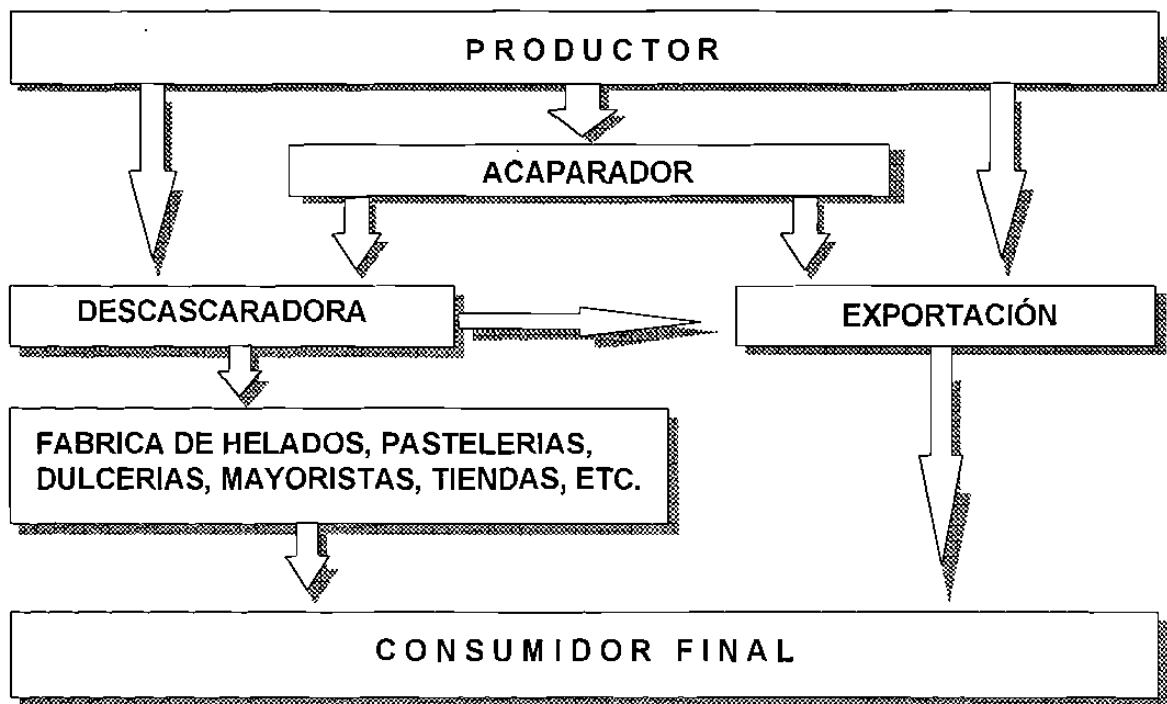 PRODUCTOR
ACAPARADOR
DESCASCARADORA
EXPORTACIÓN
FABRICA DE HELADOS, PASTELERIAS,
DULCERIAS, MAYORISTAS, TIENDAS, ETC.
CONSUMIDOR FINAL